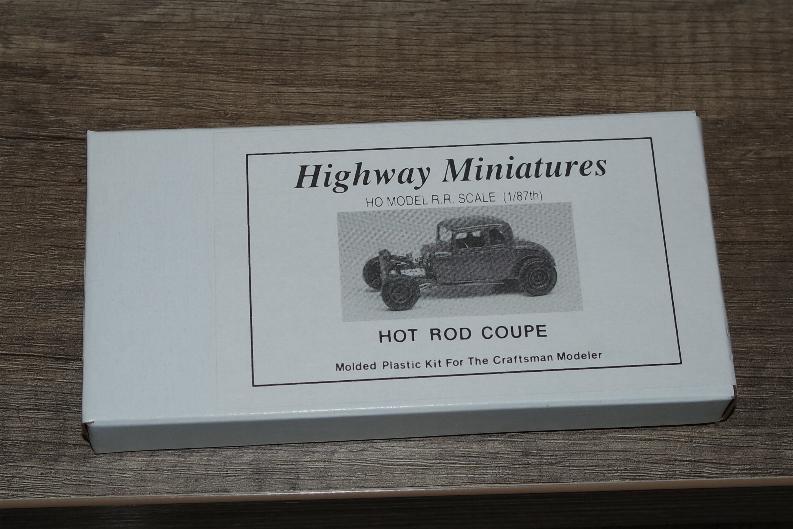 Highway Miniatures
HO MODEL R.R. SCALE (1/87th)
HOT ROD COUPE
Molded Plastic Kit For The Craftsman Modeler